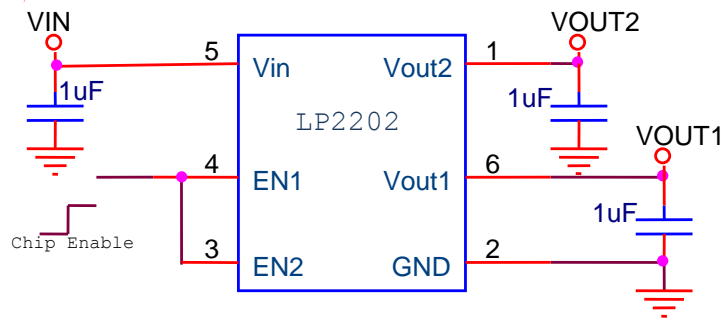 VIN
VOUT2
5
Vin
Vout2
1
1uF
1uF
LP2202
VOUT1
4
EN1
Vout1
6
1uF
Chip Enable
3
EN2
GND
2